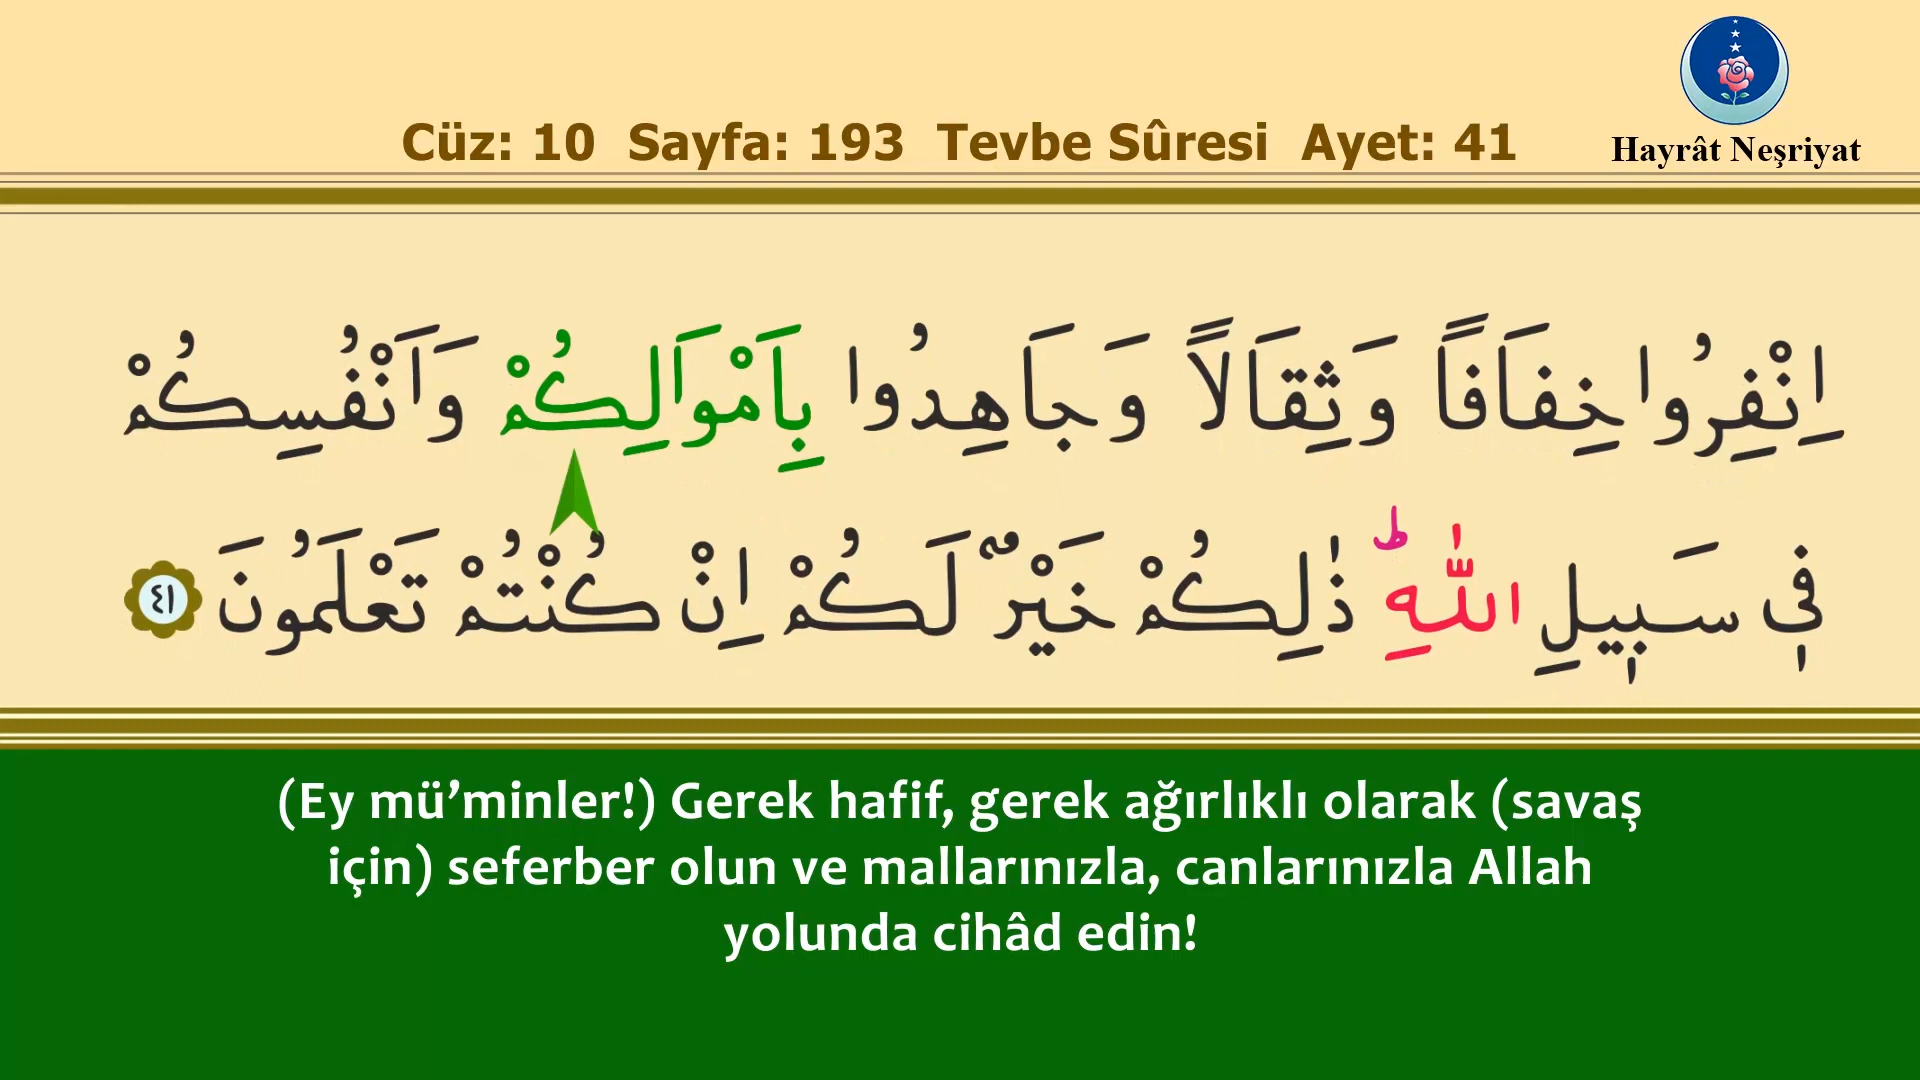 Cüz: 10 Sayfa: 193 Tevbe Sûresi Ayet: 41
Hayrât Neşriyat
اِنْفِرُوا خِفَافًا وَثِقَالًا وَجَاهِدُوا بِاَمْوَالِكُمْ وَاَنْفُسِكُمْ
فٖي سَبٖيلِ اللّٰهِؕ ذٰلِكُمْ خَيْرٌ لَكُمْ اِنْ كُنْتُمْ تَعْلَمُونَ ٤١
(Ey mü’minler!) Gerek hafif, gerek ağırlıklı olarak (savaş
için) seferber olun ve mallarınızla, canlarınızla Allah
yolunda cihâd edin!